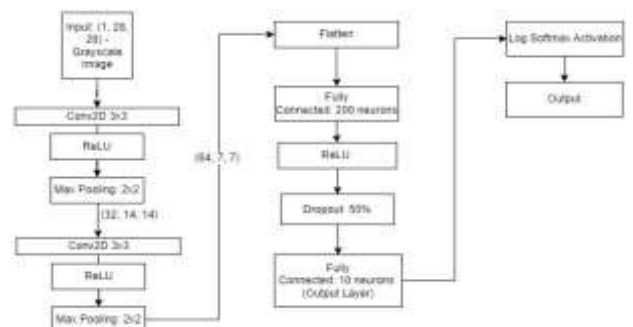 Input: (1, 28,
28) -
Grayscale
image
Conv2D 3x3
ReLU
Max Pooling: 2x2
(32, 14, 14)
Conv2D 3x3
ReLU
Max Pooling: 2x2
(64, 7, 7)
Flatten
Fully
Connected: 200 neurons
ReLU
Dropout: 50%
Fully
Connected: 10 neurons
(Output Layer)
Log Softmax Activation
Output